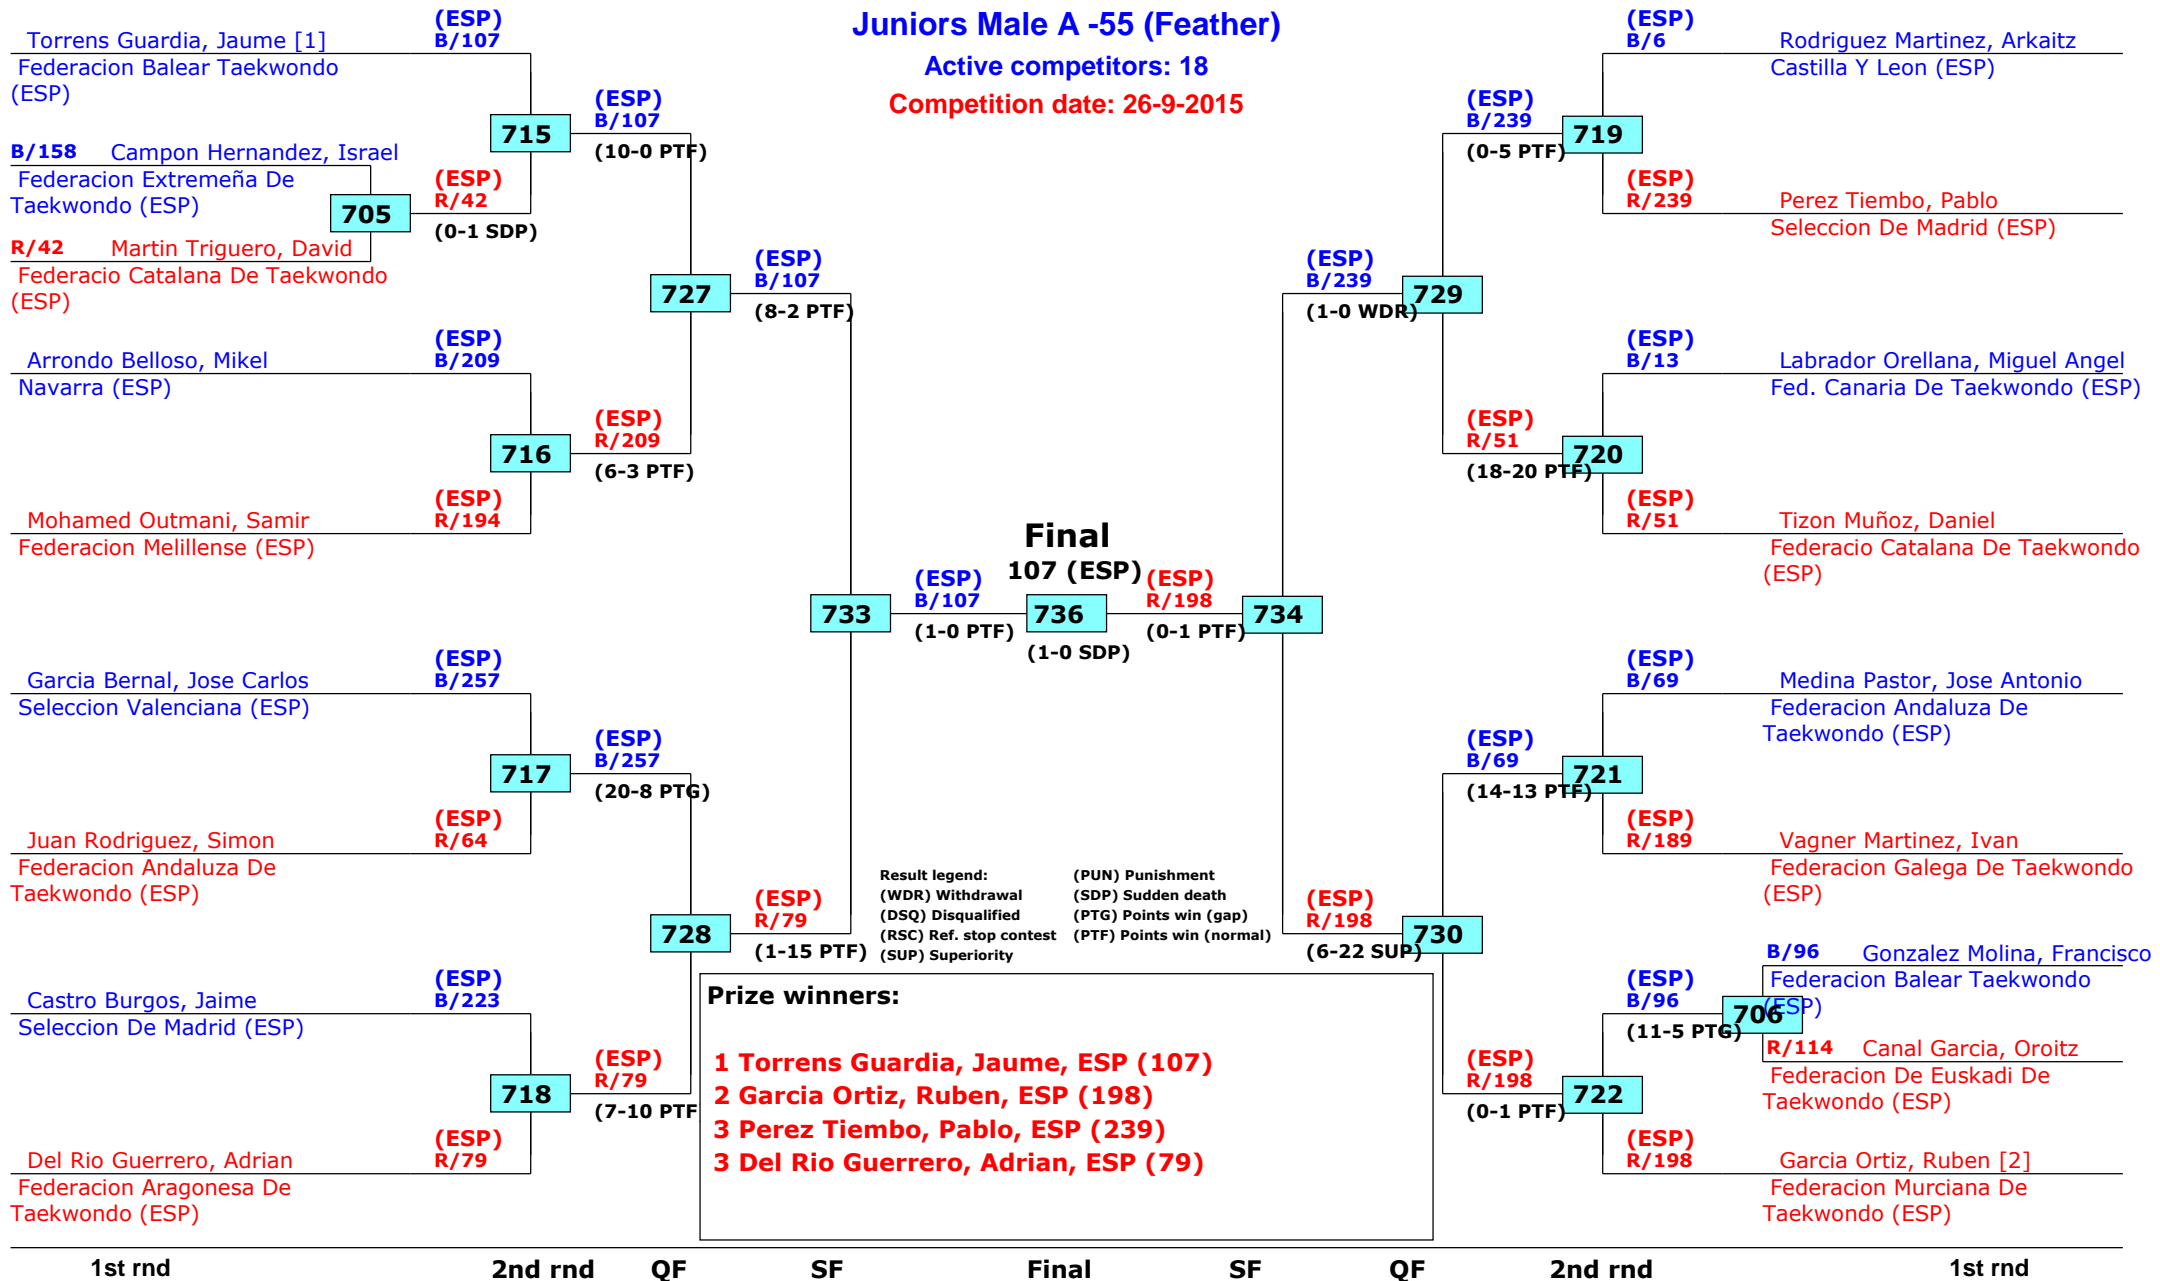 Juniors Male A -55 (Feather)
Active competitors: 18
Competition date: 26-9-2015
(ESP)
Torrens Guardia, Jaume [1]
B/107
Federacion Balear Taekwondo
(ESP)
B/158 Campon Hernandez, Israel
Federacion Extremeña De
Taekwondo (ESP)
705
R/42 Martin Triguero, David
Federacio Catalana De Taekwondo
(ESP)
(ESP)
R/42
(0-1 SDP)
715
(ESP)
B/107
(10-0 PTF)
Arrondo Belloso, Mikel
Navarra (ESP)
(ESP)
B/209
716
Mohamed Outmani, Samir
Federacion Melillense (ESP)
(ESP)
R/194
(ESP)
R/209
(6-3 PTF)
727
(ESP)
B/107
(8-2 PTF)
Garcia Bernal, Jose Carlos
Seleccion Valenciana (ESP)
(ESP)
B/257
717
Juan Rodriguez, Simon
Federacion Andaluza De
Taekwondo (ESP)
(ESP)
R/64
(ESP)
B/257
(20-8 PTG)
Castro Burgos, Jaime
Seleccion De Madrid (ESP)
(ESP)
B/223
718
Del Rio Guerrero, Adrian
Federacion Aragonesa De
Taekwondo (ESP)
(ESP)
R/79
(ESP)
R/79
(7-10 PTF
728
(ESP)
R/79
(1-15 PTF)
733
(ESP)
B/107
(1-0 PTF)
Final
107 (ESP)
736
(1-0 SDP)
(ESP)
R/198
(0-1 PTF)
734
(ESP)
B/6
Rodriguez Martinez, Arkaitz
Castilla Y Leon (ESP)
719
(ESP)
R/239
Perez Tiembo, Pablo
Seleccion De Madrid (ESP)
(ESP)
B/239
(0-5 PTF)
(ESP)
B/13
Labrador Orellana, Miguel Angel
Fed. Canaria De Taekwondo (ESP)
720
(ESP)
R/51
Tizon Muñoz, Daniel
Federacio Catalana De Taekwondo
(ESP)
(ESP)
R/51
(18-20 PTF)
729
(ESP)
B/239
(1-0 WDR)
(ESP)
B/69
Medina Pastor, Jose Antonio
Federacion Andaluza De
Taekwondo (ESP)
721
(ESP)
R/189
Vagner Martinez, Ivan
Federacion Galega De Taekwondo
(ESP)
(ESP)
B/69
(14-13 PTF)
B/96 Gonzalez Molina, Francisco
Federacion Balear Taekwondo
(ESP)
706
R/114 Canal Garcia, Oroitz
Federacion De Euskadi De
Taekwondo (ESP)
(ESP)
B/96
(11-5 PTG)
722
(ESP)
R/198
Garcia Ortiz, Ruben [2]
Federacion Murciana De
Taekwondo (ESP)
(ESP)
R/198
(0-1 PTF)
730
(ESP)
R/198
(6-22 SUP)
Result legend:
(WDR) Withdrawal
(DSQ) Disqualified
(RSC) Ref. stop contest
(SUP) Superiority
(PUN) Punishment
(SDP) Sudden death
(PTG) Points win (gap)
(PTF) Points win (normal)
Prize winners:
1 Torrens Guardia, Jaume, ESP (107)
2 Garcia Ortiz, Ruben, ESP (198)
3 Perez Tiembo, Pablo, ESP (239)
3 Del Rio Guerrero, Adrian, ESP (79)
1st rnd 2nd rnd QF SF Final SF QF 2nd rnd 1st rnd